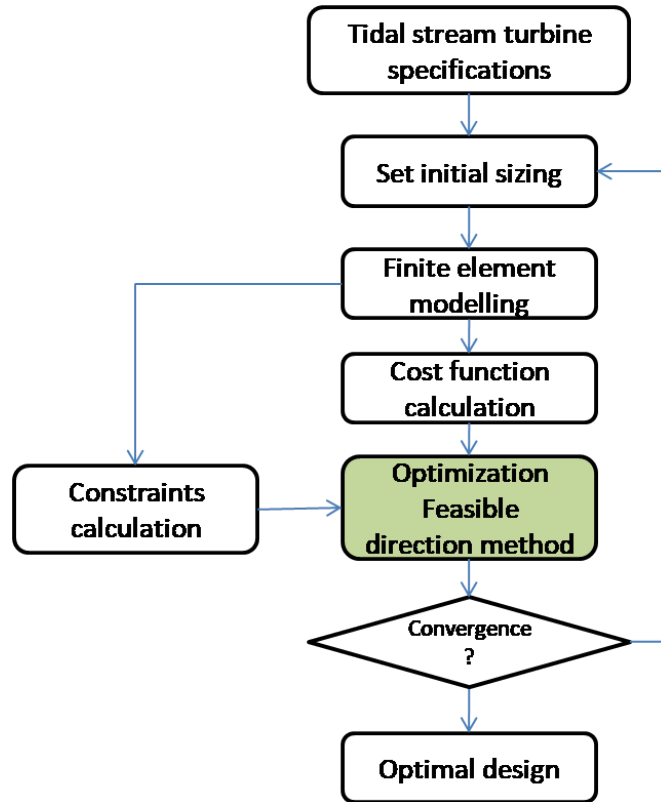 Tidal stream turbine
specifications
Set initial sizing
Finite element
modelling
Cost function
calculation
Constraints
calculation
Optimization
Feasible
direction method
Convergence
?
Optimal design